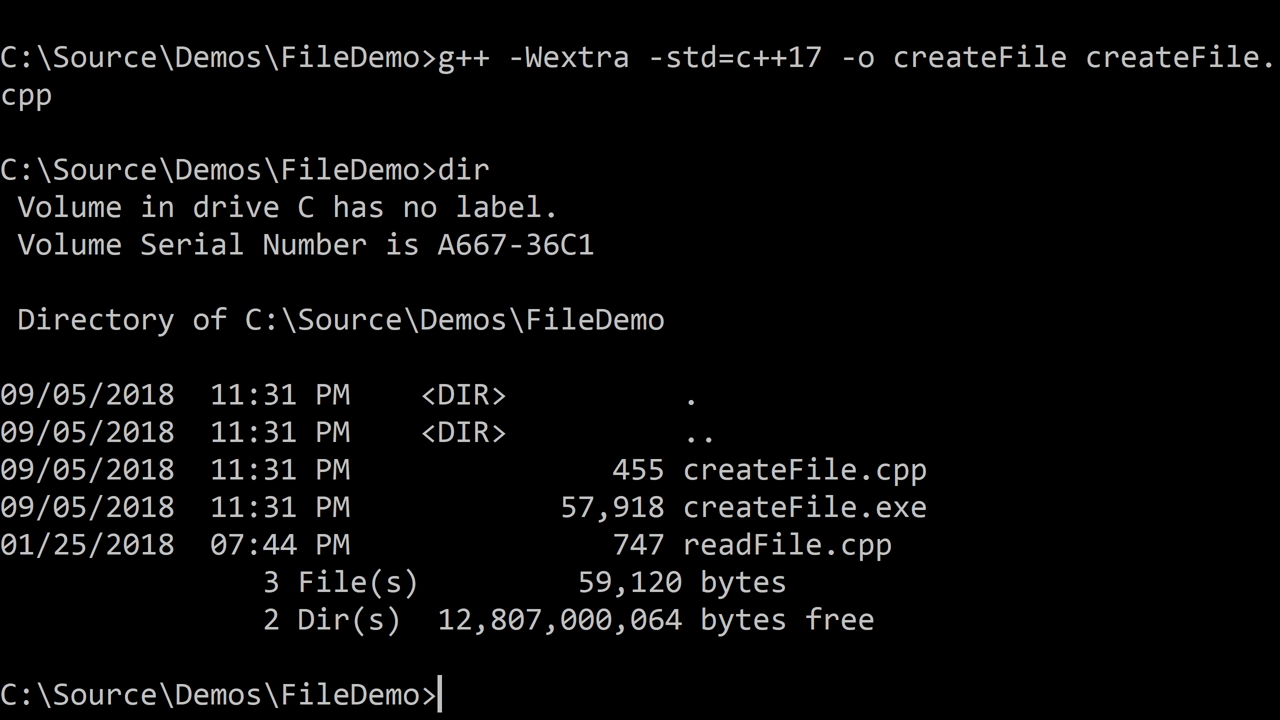 C:\Source\Demos\FileDemo>g++ -Wextra -std=c++17 -o createFile createFile.
cpp
C:\Source\Demos\FileDemo>dir
Volume in drive C has no label.
Volume Serial Number is A667-36C1
Directory of C:\Source\Demos\FileDemo
09/05/2018  11:31 PM    <DIR>          .
09/05/2018  11:31 PM    <DIR>          ..
09/05/2018  11:31 PM               455 createFile.cpp
09/05/2018  11:31 PM            57,918 createFile.exe
01/25/2018  07:44 PM               747 readFile.cpp
3 File(s)         59,120 bytes
2 Dir(s)  12,807,000,064 bytes free
C:\Source\Demos\FileDemo>